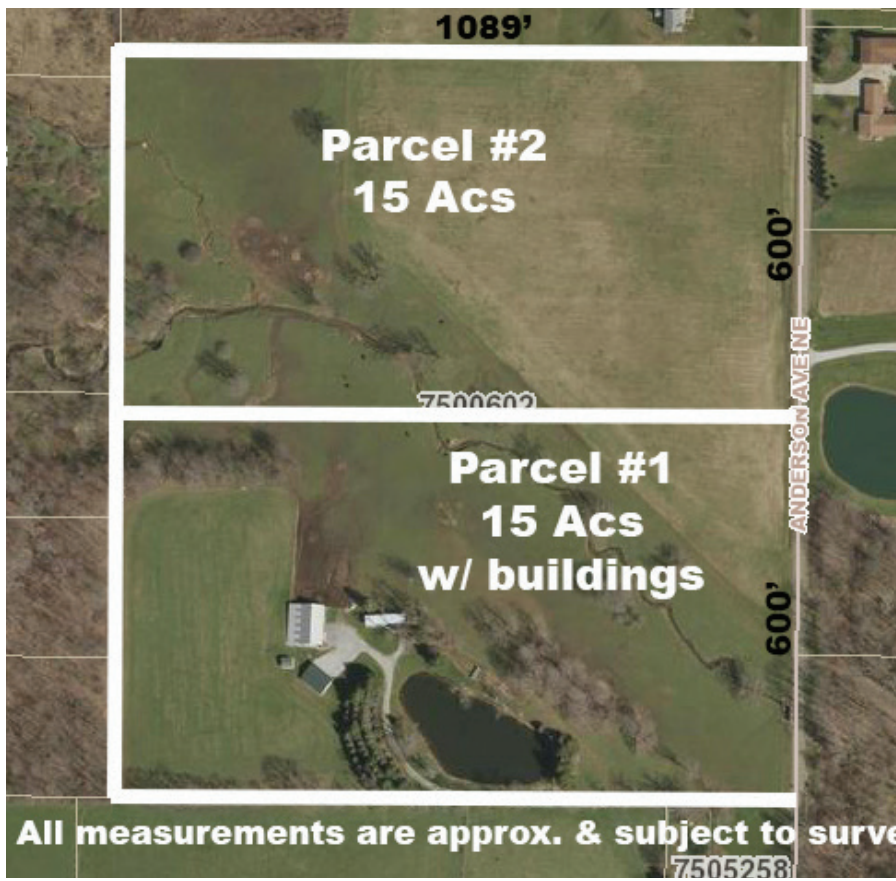 1089’
Parcel #2
15 Acs
600’
ANDERSON AVE NE
7500602
Parcel #1
15 Acs
w/ buildings
600’
All measurements are approx. & subject to surve
7505258